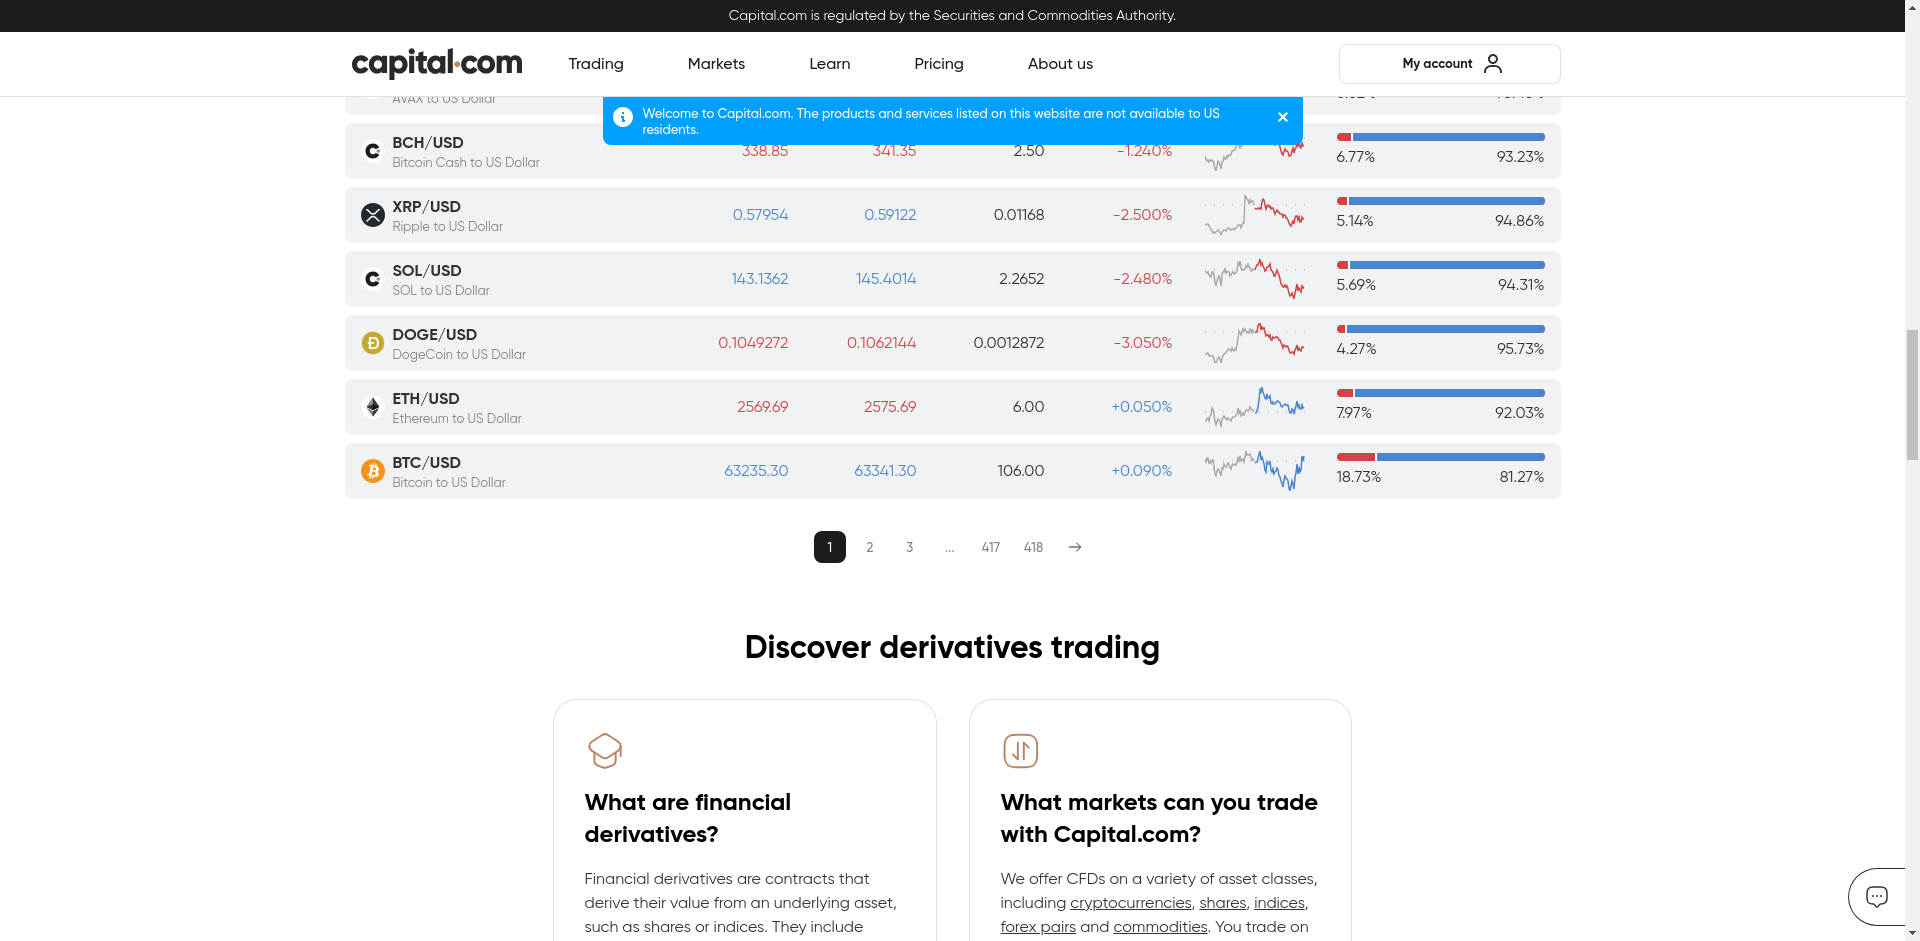 Capital.com is regulated by the Securities and Commodities Authority.
capital.com
Trading
Markets
Learn
Pricing
About us
My account
AVAX to US Dollar
Welcome to Capital.com. The products and services listed on this website are not available to US
residents.
BCH/USD
Bitcoin Cash to US Dollar
338.85
341.35
2.50
-1.240%
6.77%
93.23%
XRP/USD
Ripple to US Dollar
0.57954
0.59122
0.01168
-2.500%
5.14%
94.86%
SOL/USD
SOL to US Dollar
143.1362
145.4014
2.2652
-2.480%
5.69%
94.31%
DOGE/USD
DogeCoin to US Dollar
0.1049272
0.1062144
0.0012872
-3.050%
4.27%
95.73%
ETH/USD
Ethereum to US Dollar
2569.69
2575.69
6.00
+0.050%
7.97%
92.03%
BTC/USD
Bitcoin to US Dollar
63235.30
63341.30
106.00
+0.090%
18.73%
81.27%
1
2
3
...
417
418
Discover derivatives trading
What are financial
derivatives?
Financial derivatives are contracts that
derive their value from an underlying asset,
such as shares or indices. They include
What markets can you trade
with Capital.com?
We offer CFDs on a variety of asset classes,
including cryptocurrencies, shares, indices,
forex pairs and commodities. You trade on